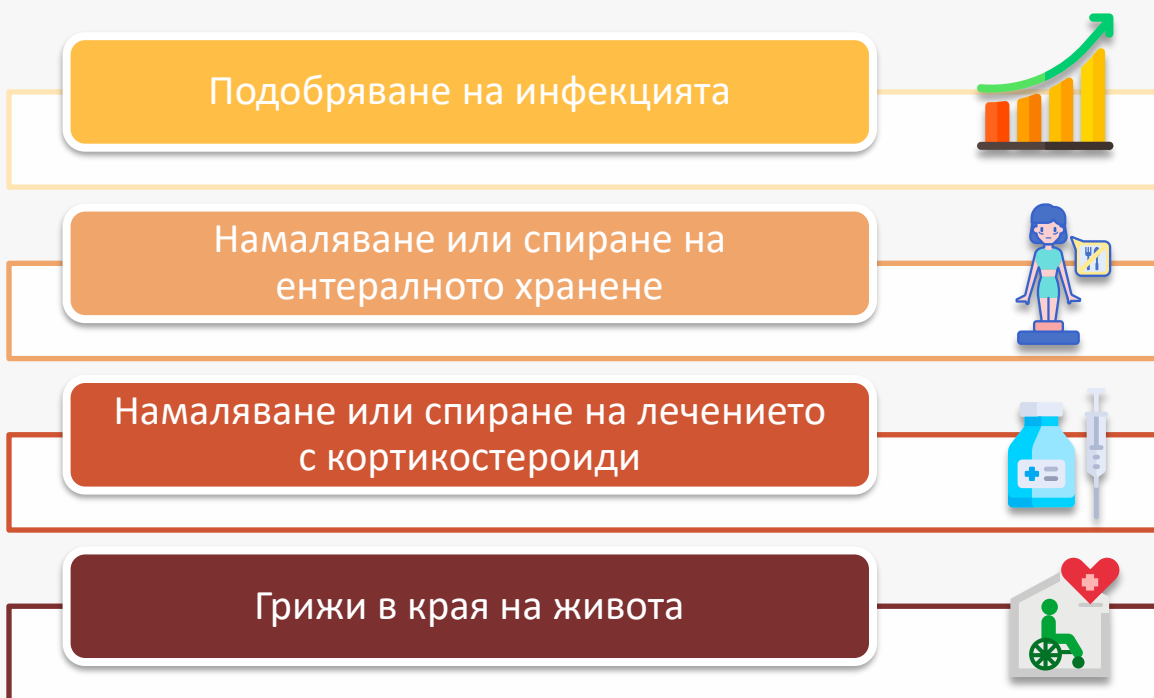 Подобряване на инфекцията
Намаляване или спиране на
ентералното хранене
Намаляване или спиране на лечението
с кортикостероиди
Грижи в края на живота